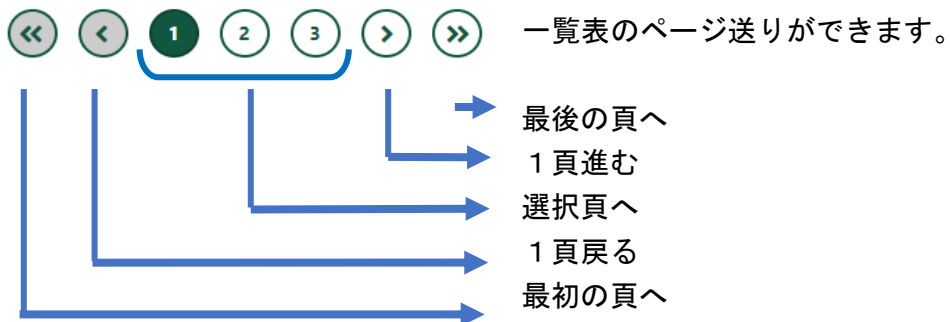 « < 1 2 3 > » 一覧表のページ送りができます。
最後の頁へ
１頁進む
選択頁へ
１頁戻る
最初の頁へ